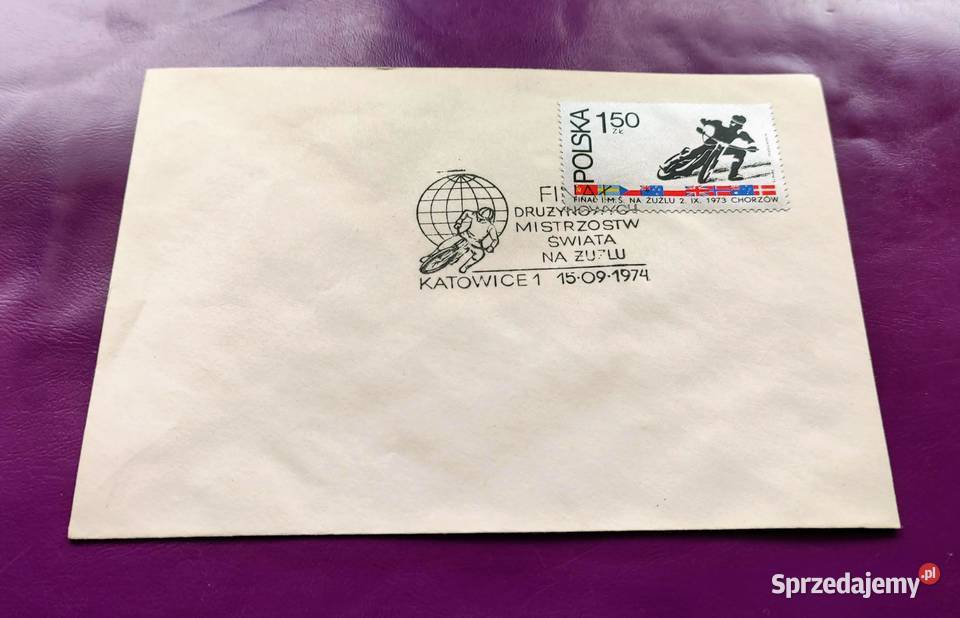 POLSKA
1 50
ZŁ
FINAŁ I.M.Ś. NA ŻUŻLU 2. IX. 1973 CHORZÓW
FINAŁ
DRUŻYNOWYCH
MISTRZOSTW
ŚWIATA
NA ŻUŻLU
KATOWICE 1 15·09·1974
Sprzedajemy.pl